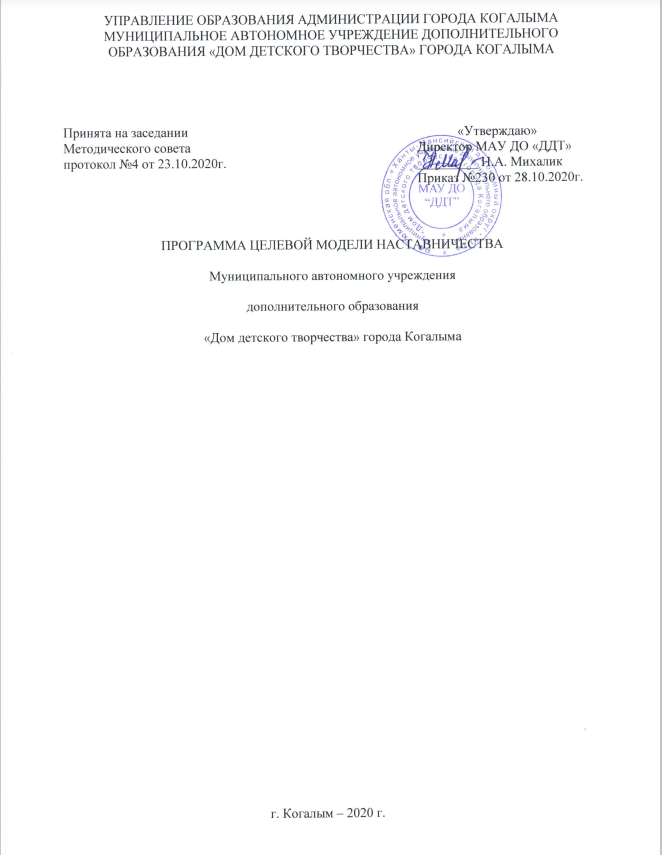 УПРАВЛЕНИЕ ОБРАЗОВАНИЯ АДМИНИСТРАЦИИ ГОРОДА КОГАЛЫМА
МУНИЦИПАЛЬНОЕ АВТОНОМНОЕ УЧРЕЖДЕНИЕ ДОПОЛНИТЕЛЬНОГО
ОБРАЗОВАНИЯ «ДОМ ДЕТСКОГО ТВОРЧЕСТВА» ГОРОДА КОГАЛЫМА
Принята на заседании
Методического совета
протокол №4 от 23.10.2020г.
«Утверждаю»
Директор МАУ ДО «ДДТ»
Н.А. Михалик
Приказ №230 от 28.10.2020г.
МАУ ДО
“ДДТ”
ПРОГРАММА ЦЕЛЕВОЙ МОДЕЛИ НАСТАВНИЧЕСТВА
Муниципального автономного учреждения
дополнительного образования
«Дом детского творчества» города Когалыма
г. Когалым – 2020 г.